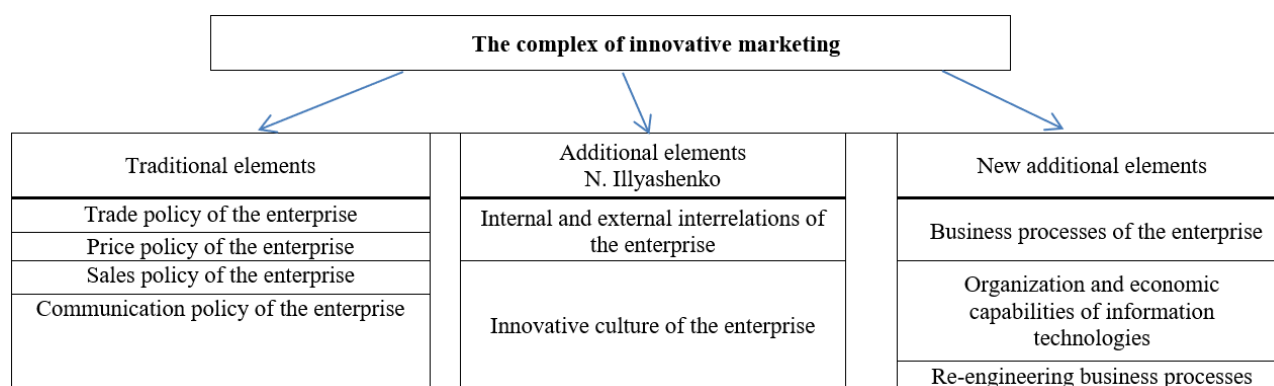 The complex of innovative marketing
Traditional elements
Trade policy of the enterprise
Price policy of the enterprise
Sales policy of the enterprise
Communication policy of the enterprise
Additional elements
N. Illyashenko
Internal and external interrelations of
the enterprise
Innovative culture of the enterprise
New additional elements
Business processes of the enterprise
Organization and economic
capabilities of information
technologies
Re-engineering business processes